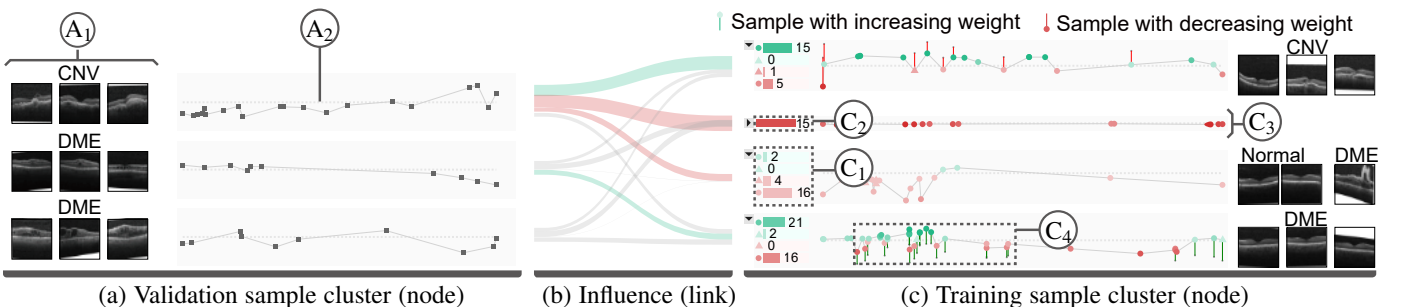 Sample with increasing weight
Sample with decreasing weight
A1
A2
CNV
DME
DME
15
0
1
5
CNV
15
C2
C3
2
0
4
16
C1
Normal
DME
21
2
0
16
C4
DME
(a) Validation sample cluster (node)
(b) Influence (link)
(c) Training sample cluster (node)